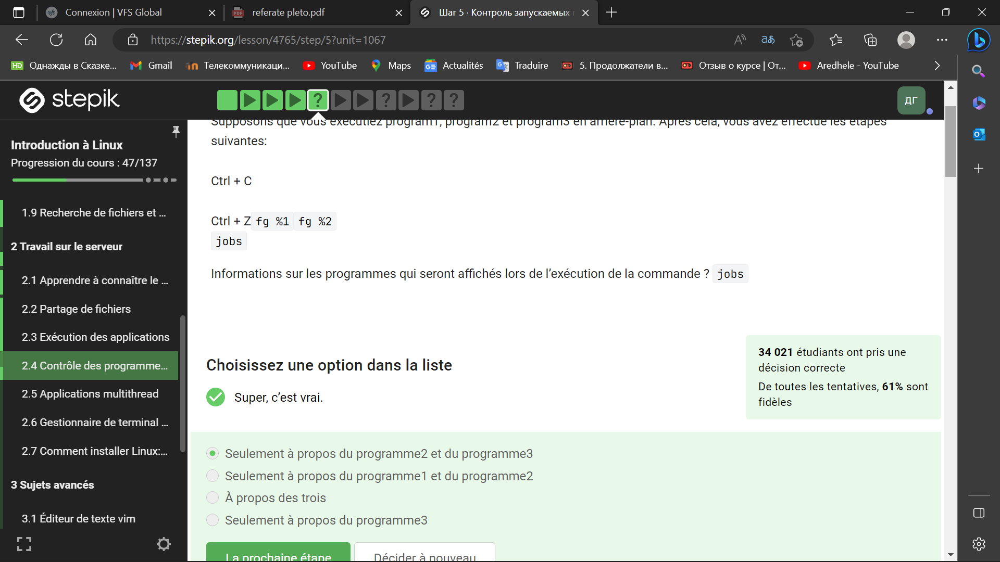 Connexion | VFS Global
referate pleto.pdf
Шаг 5 · Контроль запускаемых
https://stepik.org/lesson/4765/step/5?unit=1067
Однажды в Сказке...
Gmail
Телекоммуникаци...
YouTube
Maps
Actualités
Traduire
5. Продолжатели в...
Отзыв о курсе | От...
Aredhele - YouTube
stepik
ДГ
Introduction à Linux
Progression du cours : 47/137
1.9 Recherche de fichiers et ...
2 Travail sur le serveur
2.1 Apprendre à connaître le ...
2.2 Partage de fichiers
2.3 Exécution des applications
2.4 Contrôle des programme...
2.5 Applications multithread
2.6 Gestionnaire de terminal ...
2.7 Comment installer Linux:...
3 Sujets avancés
3.1 Éditeur de texte vim
Supposons que vous exécutiez program1, program2 et program3 en arrière-plan. Après cela, vous avez effectué les étapes
suivantes:
Ctrl + C
Ctrl + Z fg %1 fg %2
jobs
Informations sur les programmes qui seront affichés lors de l'exécution de la commande ? jobs
34 021 étudiants ont pris une
décision correcte
De toutes les tentatives, 61% sont
fidèles
Choisissez une option dans la liste
Super, c'est vrai.
Seulement à propos du programme2 et du programme3
Seulement à propos du programme1 et du programme2
À propos des trois
Seulement à propos du programme3
La prochaine étape
Décider à nouveau